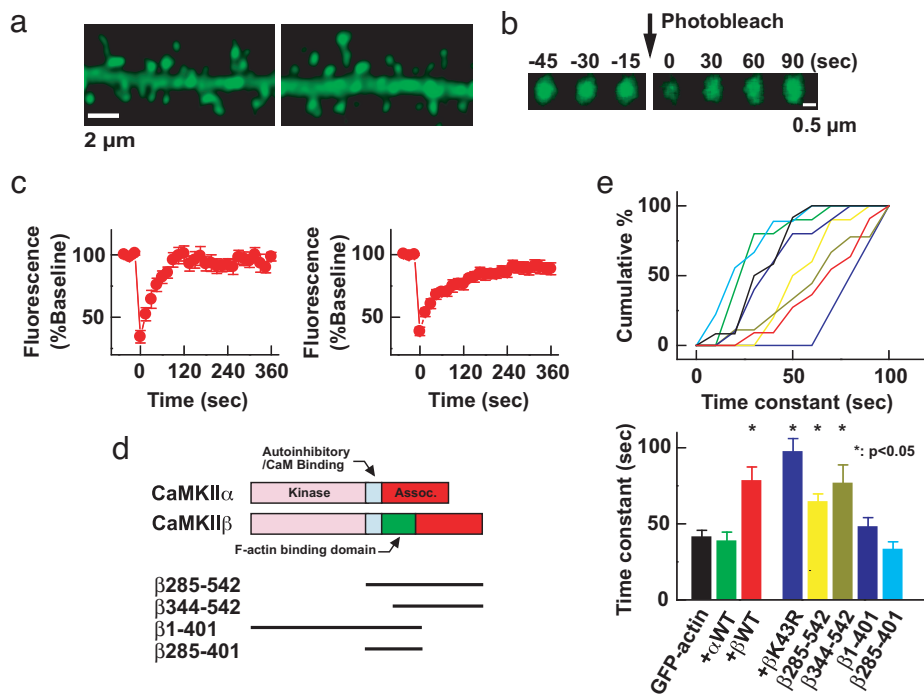 a
2 µm
b
Photobleach
-45 -30 -15 0 30 60 90 (sec)
0.5 µm
c
Fluorescence
(%Baseline)
100
50
0 120 240 360
Time (sec)
Fluorescence
(%Baseline)
100
50
0 120 240 360
Time (sec)
d
Autoinhibitory
/CaM Binding
CaMKIIα
Kinase
Assoc.
CaMKIIβ
F-actin binding domain
β285-542
β344-542
β1-401
β285-401
e
Cumulative %
100
50
0
0 50 100
Time constant (sec)
Time constant (sec)
100
50
0
* * * *
*: p<0.05
GFP-actin
+αWT
+βWT
+βK43R
β285-542
β344-542
β1-401
β285-401